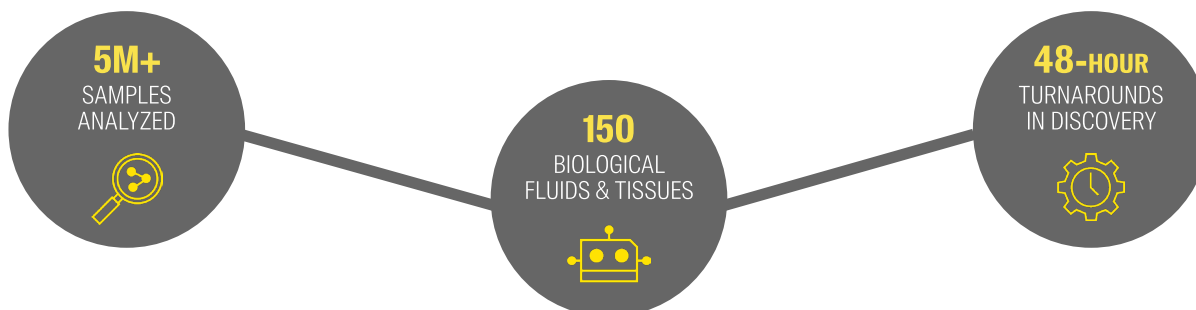 5M+
SAMPLES
ANALYZED
150
BIOLOGICAL
FLUIDS & TISSUES
48-HOUR
TURNAROUNDS
IN DISCOVERY